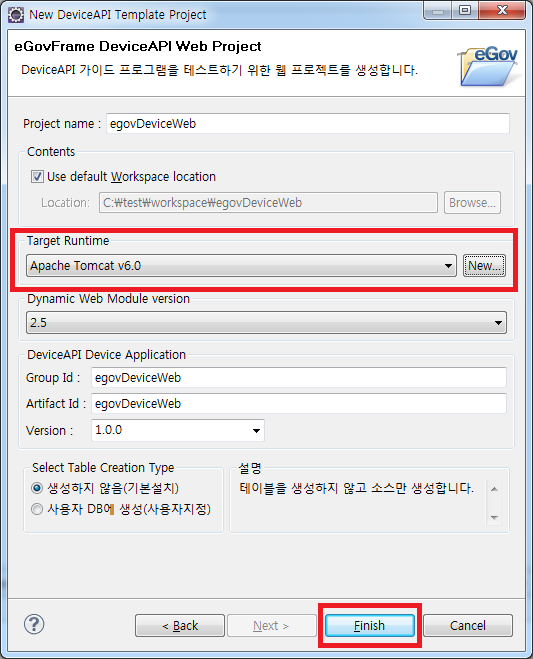 New DeviceAPI Template Project
eGovFrame DeviceAPI Web Project
DeviceAPI 가이드 프로그램을 테스트하기 위한 웹 프로젝트를 생성합니다.
eGov
Project name : egovDeviceWeb
Contents
Use default Workspace location
Location: C:₩test₩workspace₩egovDeviceWeb Browse...
Target Runtime
Apache Tomcat v6.0 New...
Dynamic Web Module version
2.5
DeviceAPI Device Application
Group Id : egovDeviceWeb
Artifact Id : egovDeviceWeb
Version : 1.0.0
Select Table Creation Type
생성하지 않음(기본설치)
사용자 DB에 생성(사용자지정)
설명
테이블을 생성하지 않고 소스만 생성합니다.
? < Back Next > Finish Cancel